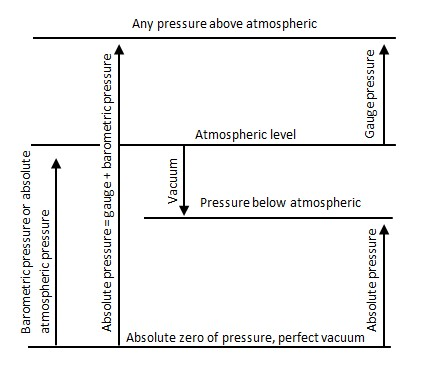 Any pressure above atmospheric
Gauge pressure
Absolute pressure = gauge + barometric pressure
Atmospheric level
Vacuum
Barometric pressure or absolute
atmospheric pressure
Pressure below atmospheric
Absolute pressure
Absolute zero of pressure, perfect vacuum